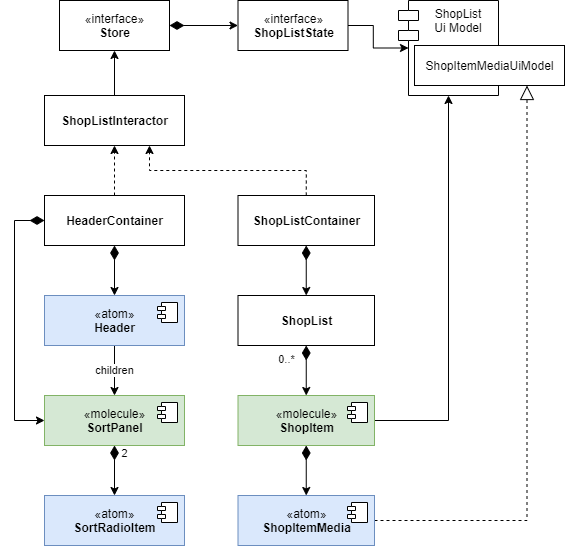 «interface»
Store
«interface»
ShopListState
ShopList
Ui Model
ShopItemMediaUiModel
ShopListInteractor
HeaderContainer
ShopListContainer
«atom»
Header
ShopList
children
0..*
«molecule»
SortPanel
«molecule»
ShopItem
2
«atom»
SortRadioItem
«atom»
ShopItemMedia